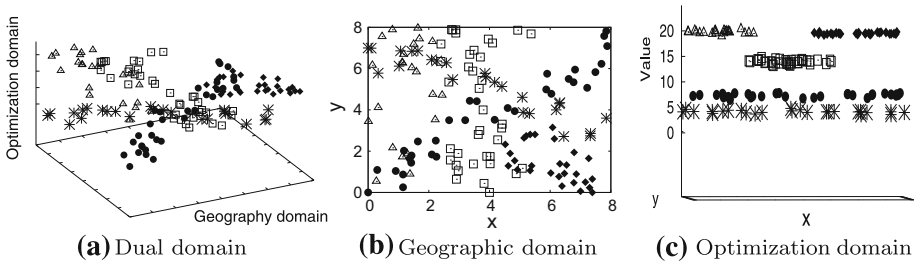 Optimization domain
Geography domain
(a) Dual domain
y
8
6
4
2
0
0 2 4 6 8
x
(b) Geographic domain
Value
20
15
10
5
0
y
x
(c) Optimization domain